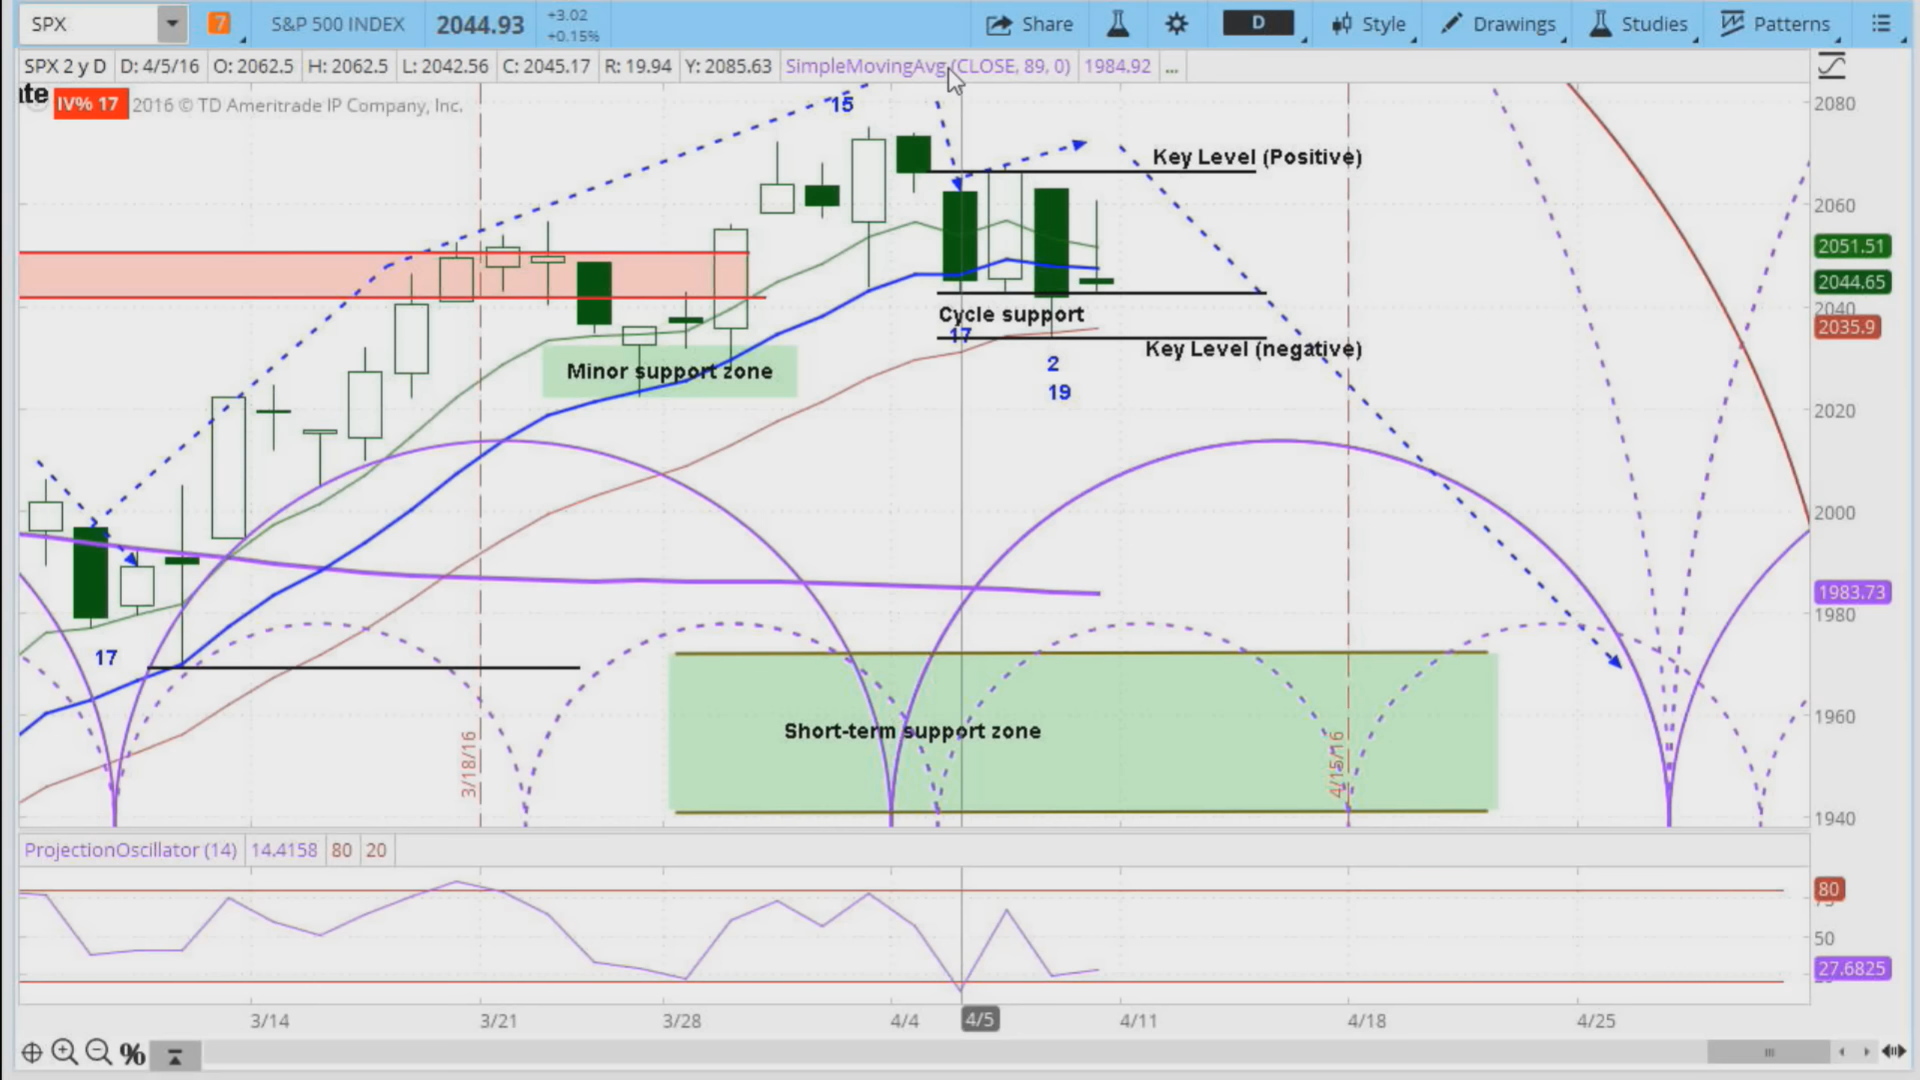 SPX 7 S&P 500 INDEX 2044.93 +3.02 +0.15% Share D Style Drawings Studies Patterns
SPX 2 y D D: 4/5/16 O: 2062.5 H: 2062.5 L: 2042.56 C: 2045.17 R: 19.94 Y: 2085.63 SimpleMovingAvg (CLOSE, 89, 0) 1984.92 ...
IV% 17 2016 © TD Ameritrade IP Company, Inc.
15
2080
Key Level (Positive)
2060
2051.51
2044.65
2040
Cycle support
2035.9
17
Key Level (negative)
2
Minor support zone
19
2020
2000
1983.73
1980
17
1960
Short-term support zone
3/18/16
4/15/16
1940
ProjectionOscillator (14) 14.4158 80 20
80
50
27.6825
3/14 3/21 3/28 4/4 4/5 4/11 4/18 4/25
%